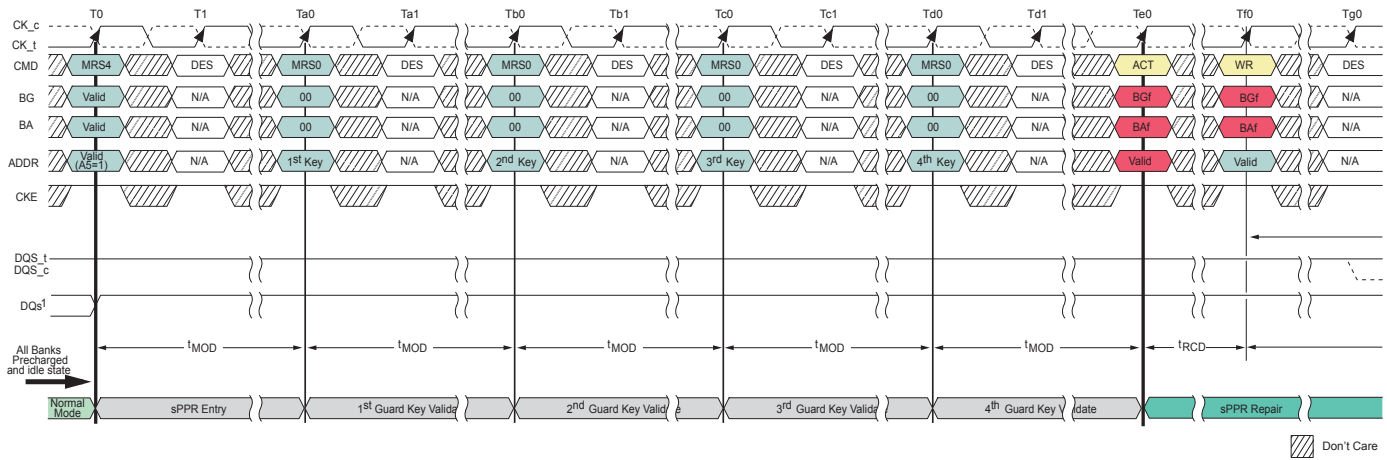 T0 T1 Ta0 Ta1 Tb0 Tb1 Tc0 Tc1 Td0 Td1 Te0 Tf0 Tg0
CK_c
CK_t
CMD MRS4 DES MRS0 DES MRS0 DES MRS0 DES MRS0 DES ACT WR DES
BG Valid N/A 00 N/A 00 N/A 00 N/A 00 N/A BGf BGf N/A
BA Valid N/A 00 N/A 00 N/A 00 N/A 00 N/A BAf BAf N/A
ADDR Valid (A5=1) N/A 1st Key N/A 2nd Key N/A 3rd Key N/A 4th Key N/A Valid Valid N/A
CKE
DQS_t
DQS_c
DQs1
All Banks
Precharged
and idle state
tMOD tMOD tMOD tMOD tMOD tRCD
Normal Mode sPPR Entry 1st Guard Key Valida 2nd Guard Key Valid e 3rd Guard Key Valida 4th Guard Key V idate sPPR Repair
Don't Care